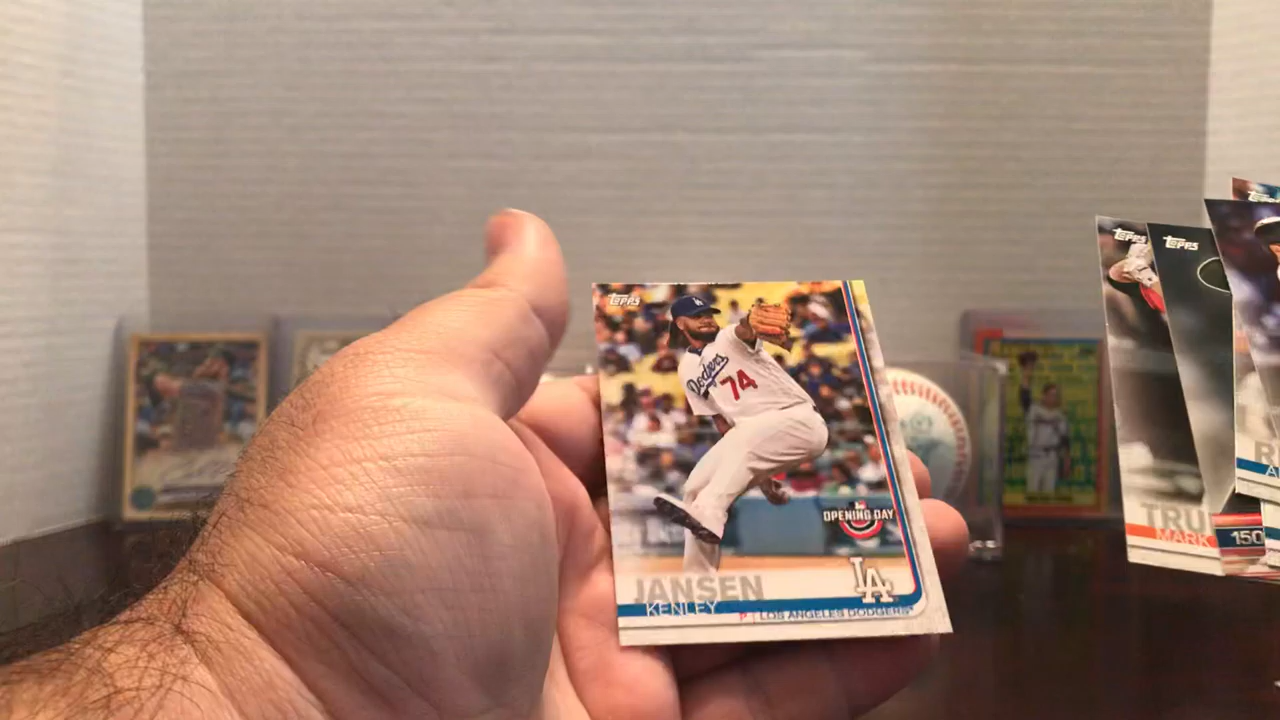 Topps
Dodgers
74
OPENING DAY
LA
JANSEN
KENLEY P | LOS ANGELES DODGERS
Topps
TRU
MARK
Topps
150